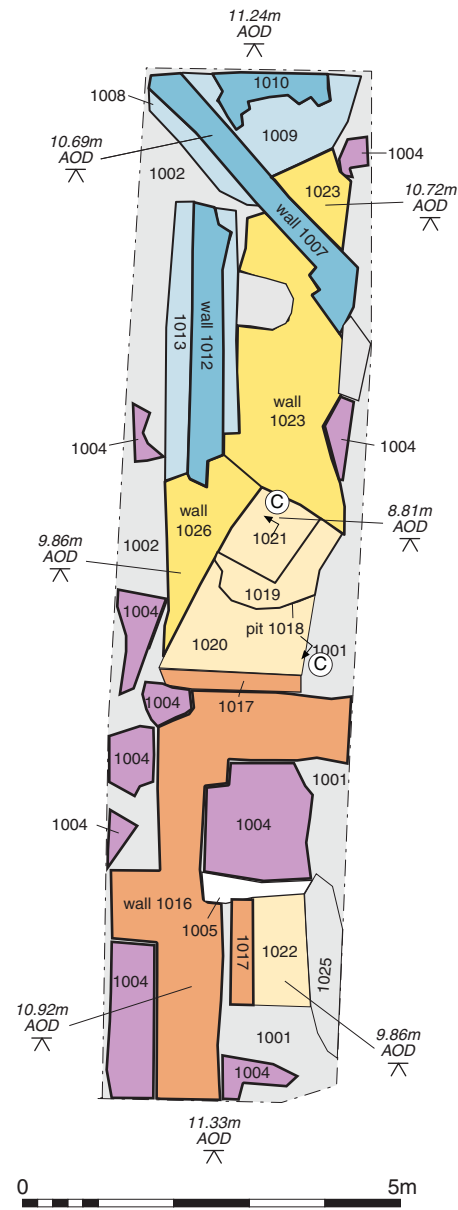 11.24m
AOD
1008
1010
1009
10.69m
AOD
1004
1002
1023
10.72m
AOD
wall 1007
1013
wall 1012
wall
1023
1004
1004
wall
1026
C
8.81m
AOD
1021
9.86m
AOD
1002
1019
1004
pit 1018
1020
1001
C
1017
1004
1004
1001
1004
1004
wall 1016
1005
1017
1022
1004
1025
10.92m
AOD
1001
9.86m
AOD
1004
11.33m
AOD
0
5m